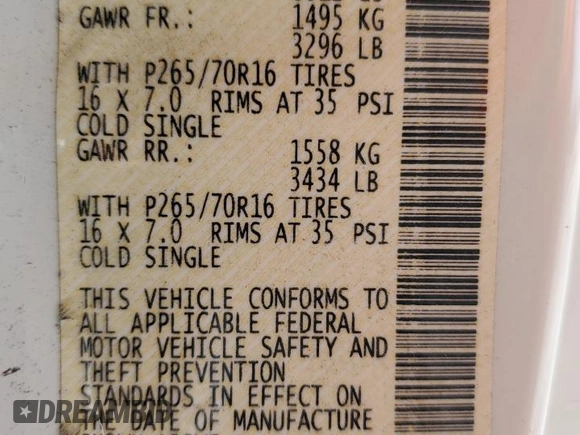 GAWR FR.: 1495 KG
3296 LB
WITH P265/70R16 TIRES
16 X 7.0 RIMS AT 35 PSI
COLD SINGLE
GAWR RR.: 1558 KG
3434 LB
WITH P265/70R16 TIRES
16 X 7.0 RIMS AT 35 PSI
COLD SINGLE
THIS VEHICLE CONFORMS TO
ALL APPLICABLE FEDERAL
MOTOR VEHICLE SAFETY AND
THEFT PREVENTION
STANDARDS IN EFFECT ON
THE DATE OF MANUFACTURE
DREAMBID